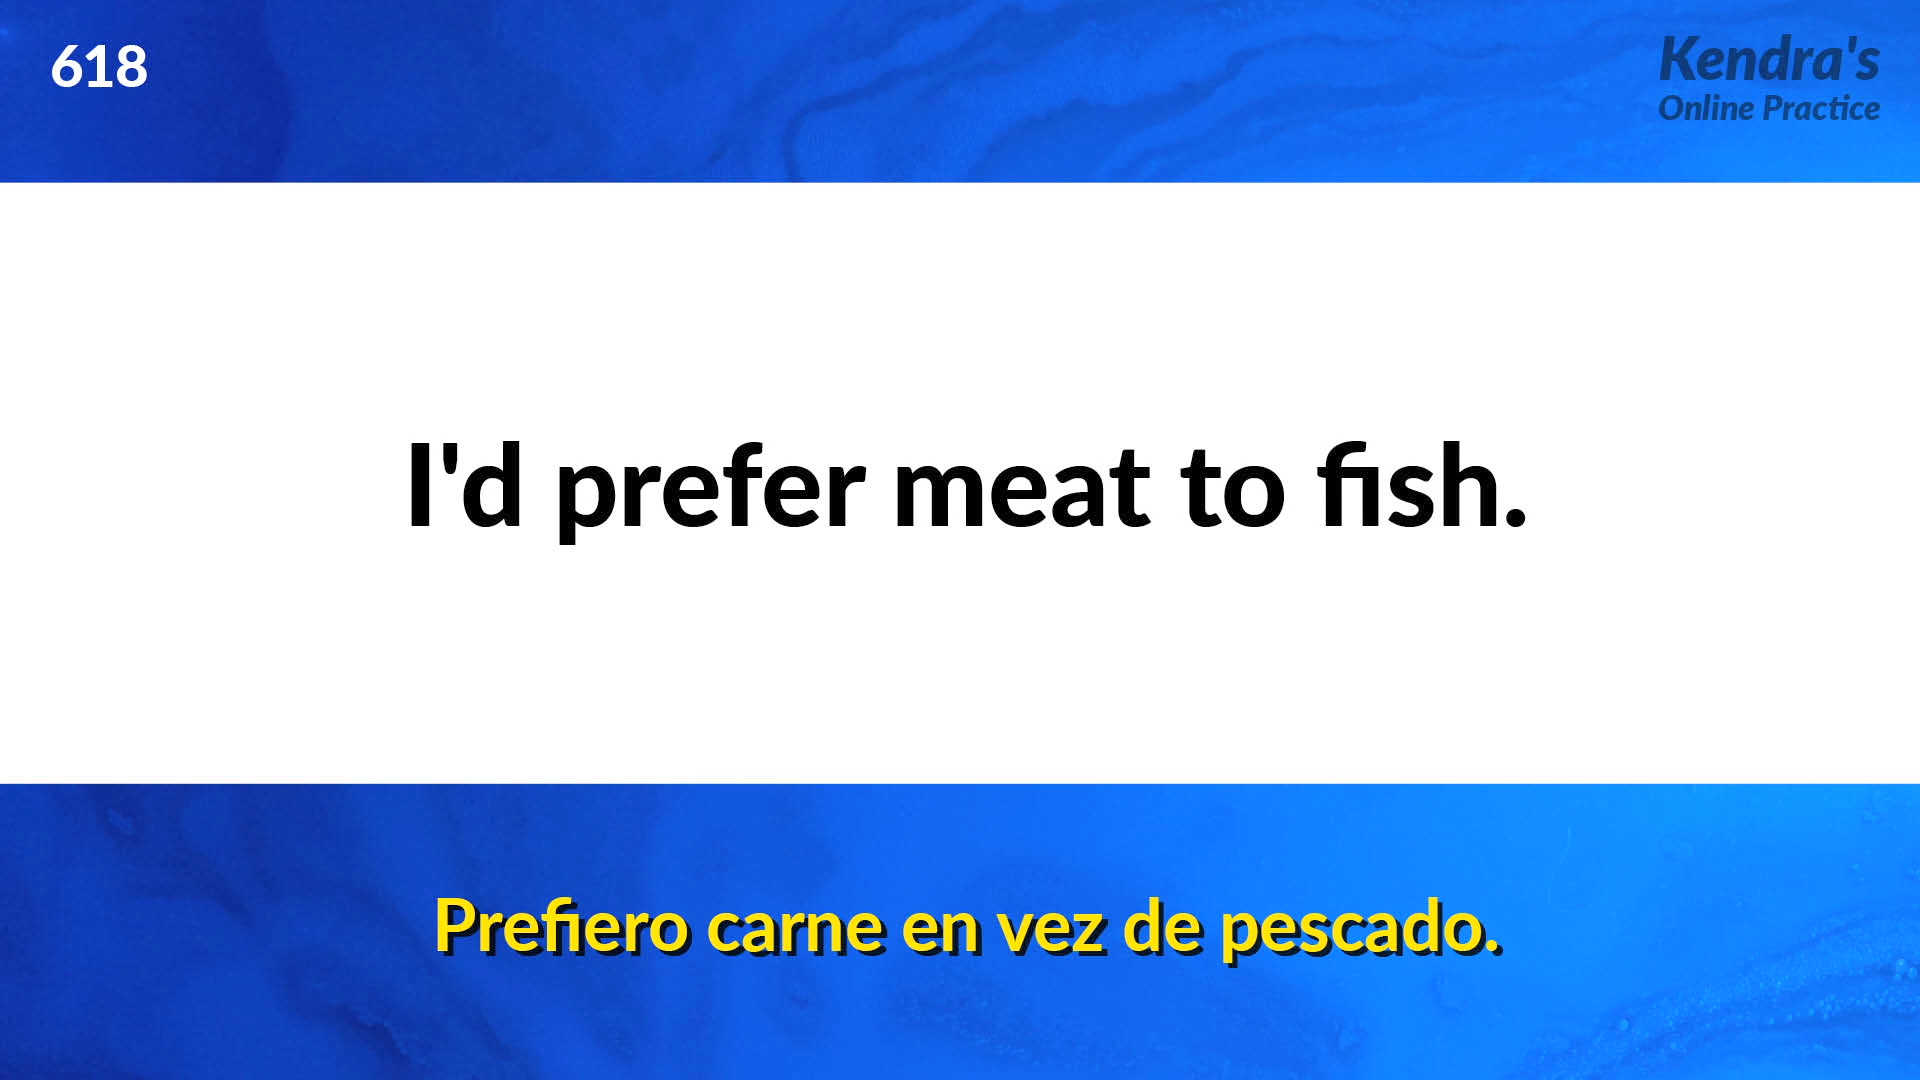 618
Kendra's
Online Practice
I'd prefer meat to fish.
Prefiero carne en vez de pescado.